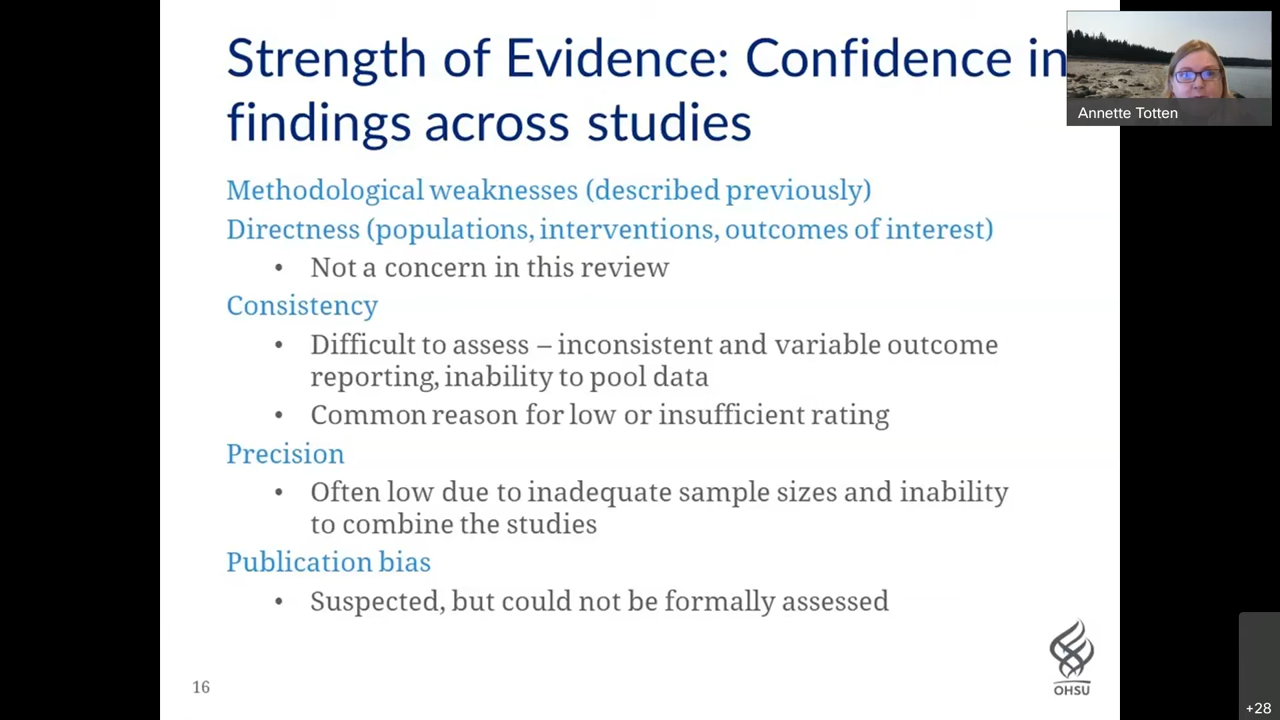 Strength of Evidence: Confidence in
findings across studies
Annette Totten
Methodological weaknesses (described previously)
Directness (populations, interventions, outcomes of interest)
• Not a concern in this review
Consistency
• Difficult to assess – inconsistent and variable outcome
reporting, inability to pool data
• Common reason for low or insufficient rating
Precision
• Often low due to inadequate sample sizes and inability
to combine the studies
Publication bias
• Suspected, but could not be formally assessed
16
OHSU
+28